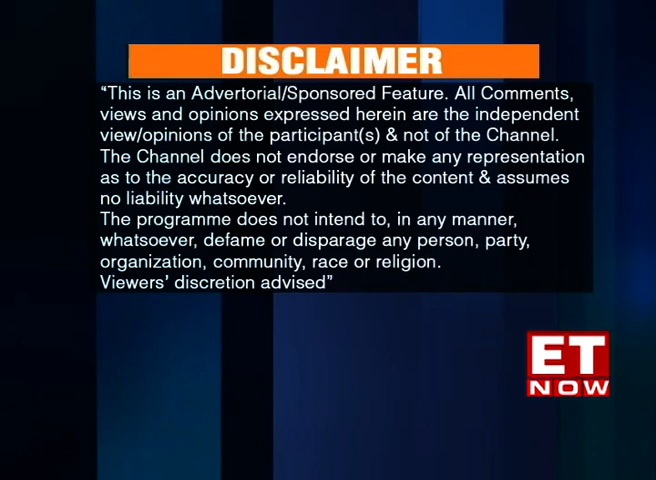 DISCLAIMER
“This is an Advertorial/Sponsored Feature. All Comments,
views and opinions expressed herein are the independent
view/opinions of the participant(s) & not of the Channel.
The Channel does not endorse or make any representation
as to the accuracy or reliability of the content & assumes
no liability whatsoever.
The programme does not intend to, in any manner,
whatsoever, defame or disparage any person, party,
organization, community, race or religion.
Viewers’ discretion advised”
ET
NOW